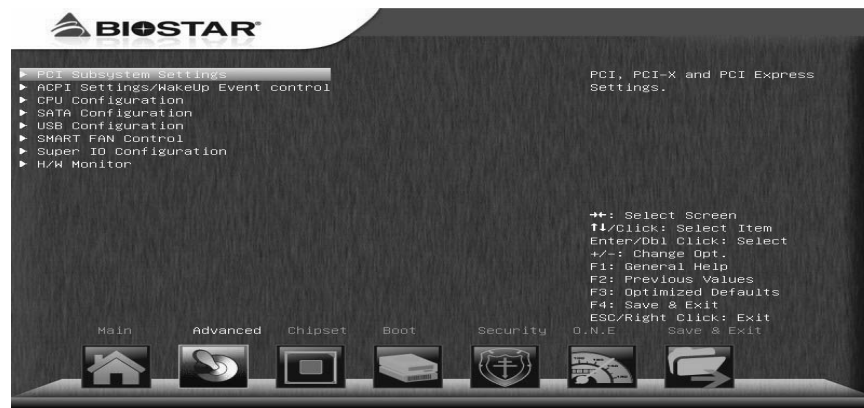 BIOSTAR®
▶ PCI Subsystem Settings
▶ ACPI Settings/WakeUp Event control
▶ CPU Configuration
▶ SATA Configuration
▶ USB Configuration
▶ SMART FAN Control
▶ Super IO Configuration
▶ H/W Monitor
PCI, PCI-X and PCI Express
Settings.
→←: Select Screen
↑↓/Click: Select Item
Enter/Dbl Click: Select
+/-: Change Opt.
F1: General Help
F2: Previous Values
F3: Optimized Defaults
F4: Save & Exit
ESC/Right Click: Exit
Main Advanced Chipset Boot Security O.N.E Save & Exit